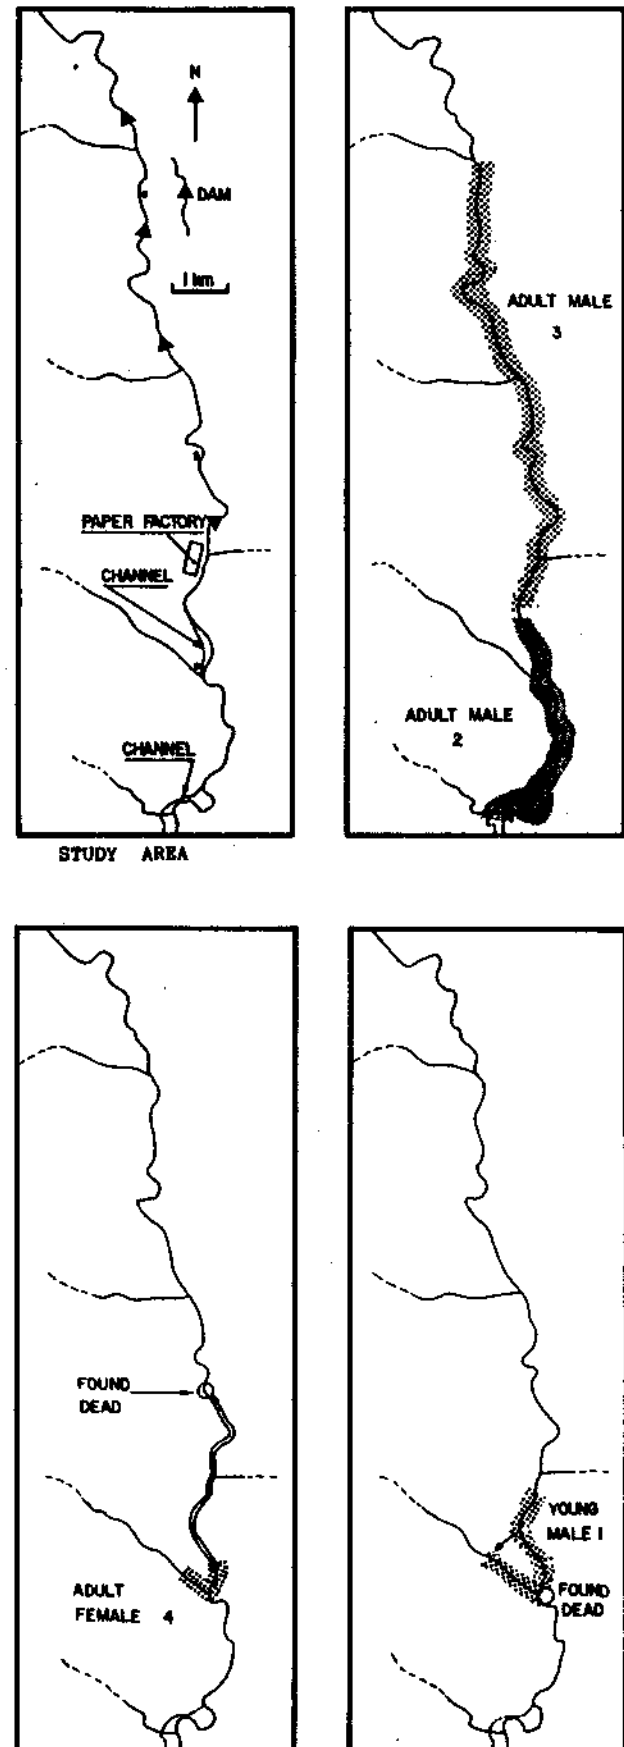 N
DAM
1 km
PAPER FACTORY
CHANNEL
CHANNEL
STUDY AREA
ADULT MALE
3
ADULT MALE
2
FOUND
DEAD
ADULT
FEMALE 4
YOUNG
MALE 1
FOUND
DEAD